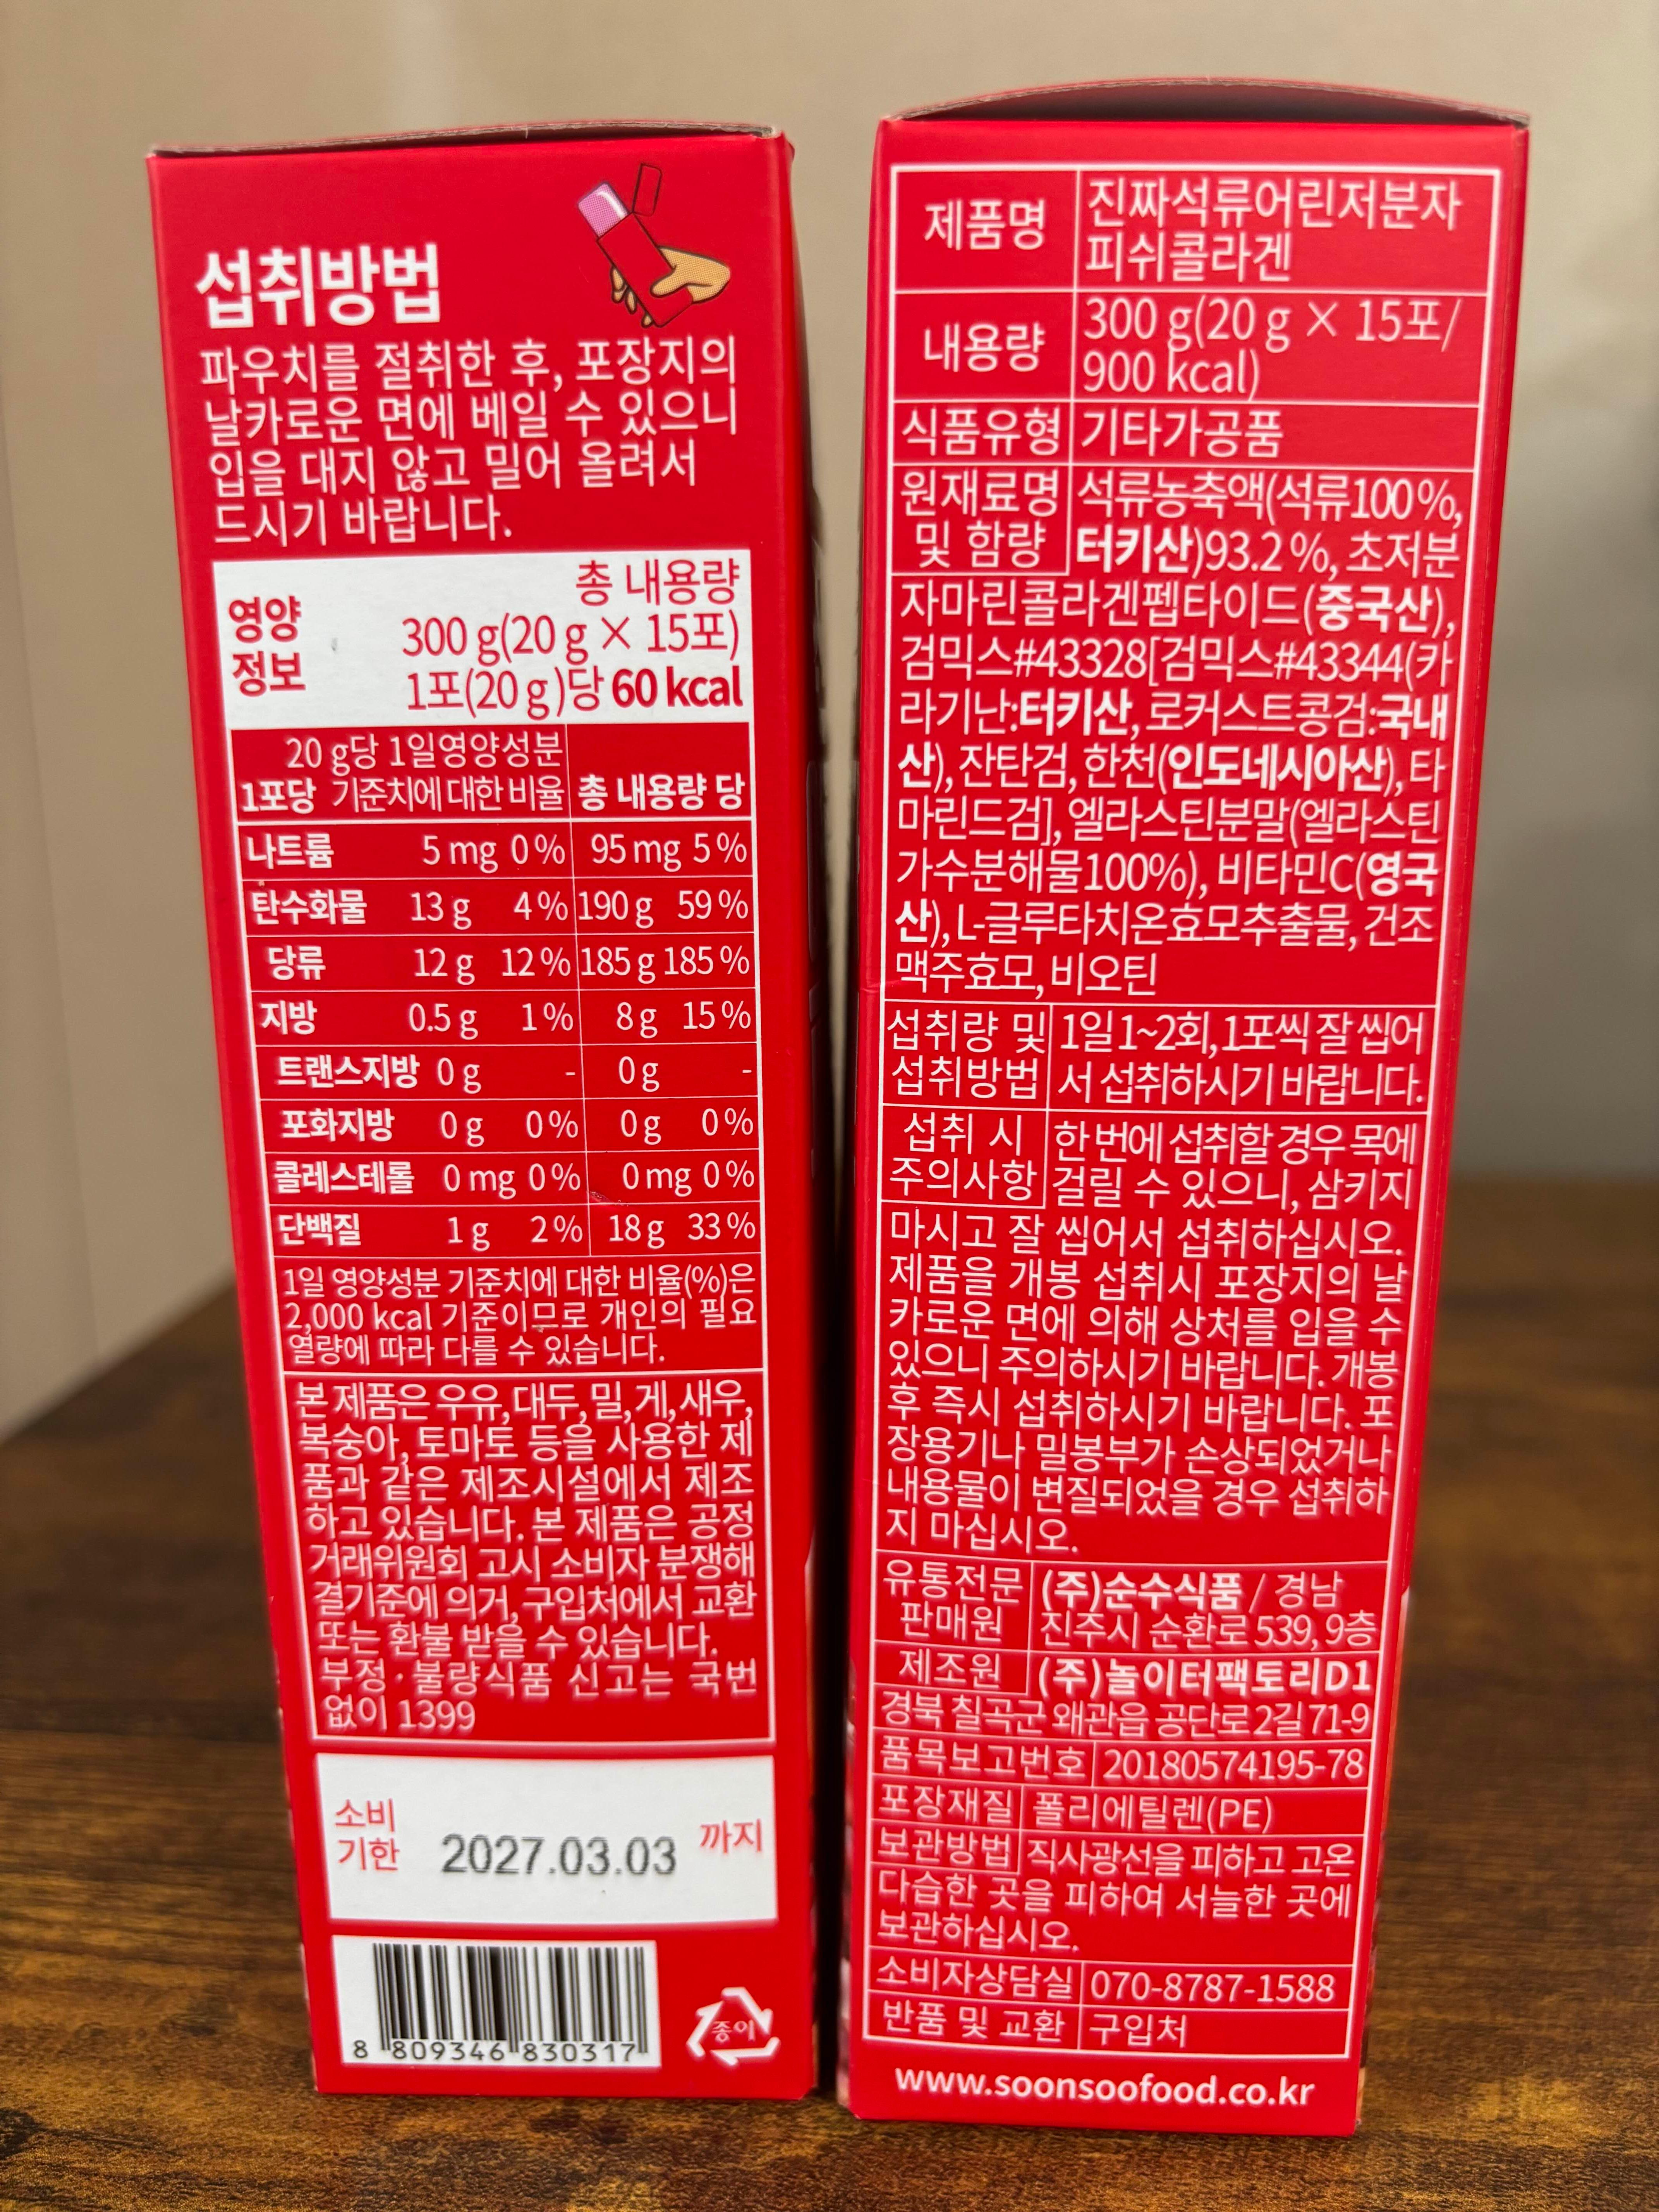 섭취방법
파우치를 절취한 후, 포장지의
날카로운 면에 베일 수 있으니
입을 대지 않고 밀어 올려서
드시기 바랍니다.
영양
정보
총 내용량
300 g(20 g × 15포)
1포(20 g)당 60 kcal
20 g당 1일영양성분
1포당 기준치에 대한 비율 총 내용량 당
나트륨 5 mg 0% 95 mg 5%
탄수화물 13 g 4% 190 g 59%
당류 12 g 12% 185 g 185%
지방 0.5 g 1% 8 g 15%
트랜스지방 0 g - 0 g -
포화지방 0 g 0% 0 g 0%
콜레스테롤 0 mg 0% 0 mg 0%
단백질 1 g 2% 18 g 33%
1일 영양성분 기준치에 대한 비율(%)은
2,000 kcal 기준이므로 개인의 필요
열량에 따라 다를 수 있습니다.
본 제품은 우유, 대두, 밀, 게, 새우,
복숭아, 토마토 등을 사용한 제
품과 같은 제조시설에서 제조
하고 있습니다. 본 제품은 공정
거래위원회 고시 소비자 분쟁해
결기준에 의거, 구입처에서 교환
또는 환불 받을 수 있습니다.
부정·불량식품 신고는 국번
없이 1399
소비
기한
2027.03.03 까지
8 809346 830317
종이
제품명 진짜석류어린저분자
피쉬콜라겐
내용량 300 g(20 g × 15포/
900 kcal)
식품유형 기타가공품
원재료명 석류농축액(석류100%,
및 함량 터키산)93.2%, 초저분
자마린콜라겐펩타이드(중국산),
검믹스#43328[검믹스#43344(카
라기난:터키산, 로커스트콩검:국내
산), 잔탄검, 한천(인도네시아산), 타
마린드검], 엘라스틴분말(엘라스틴
가수분해물100%), 비타민C(영국
산), L-글루타치온효모추출물, 건조
맥주효모, 비오틴
섭취량 및 1일 1~2회, 1포씩 잘 씹어
섭취방법 서 섭취하시기 바랍니다.
섭취 시 한 번에 섭취할 경우 목에
주의사항 걸릴 수 있으니, 삼키지
마시고 잘 씹어서 섭취하십시오.
제품을 개봉 섭취시 포장지의 날
카로운 면에 의해 상처를 입을 수
있으니 주의하시기 바랍니다. 개봉
후 즉시 섭취하시기 바랍니다. 포
장용기나 밀봉부가 손상되었거나
내용물이 변질되었을 경우 섭취하
지 마십시오.
유통전문 (주)순수식품 / 경남
판매원 진주시 순환로 539, 9층
제조원 (주)놀이터팩토리D1
경북 칠곡군 왜관읍 공단로 2길 71-9
품목보고번호 20180574195-78
포장재질 폴리에틸렌(PE)
보관방법 직사광선을 피하고 고온
다습한 곳을 피하여 서늘한 곳에
보관하십시오.
소비자상담실 070-8787-1588
반품 및 교환 구입처
www.soonsoofood.co.kr